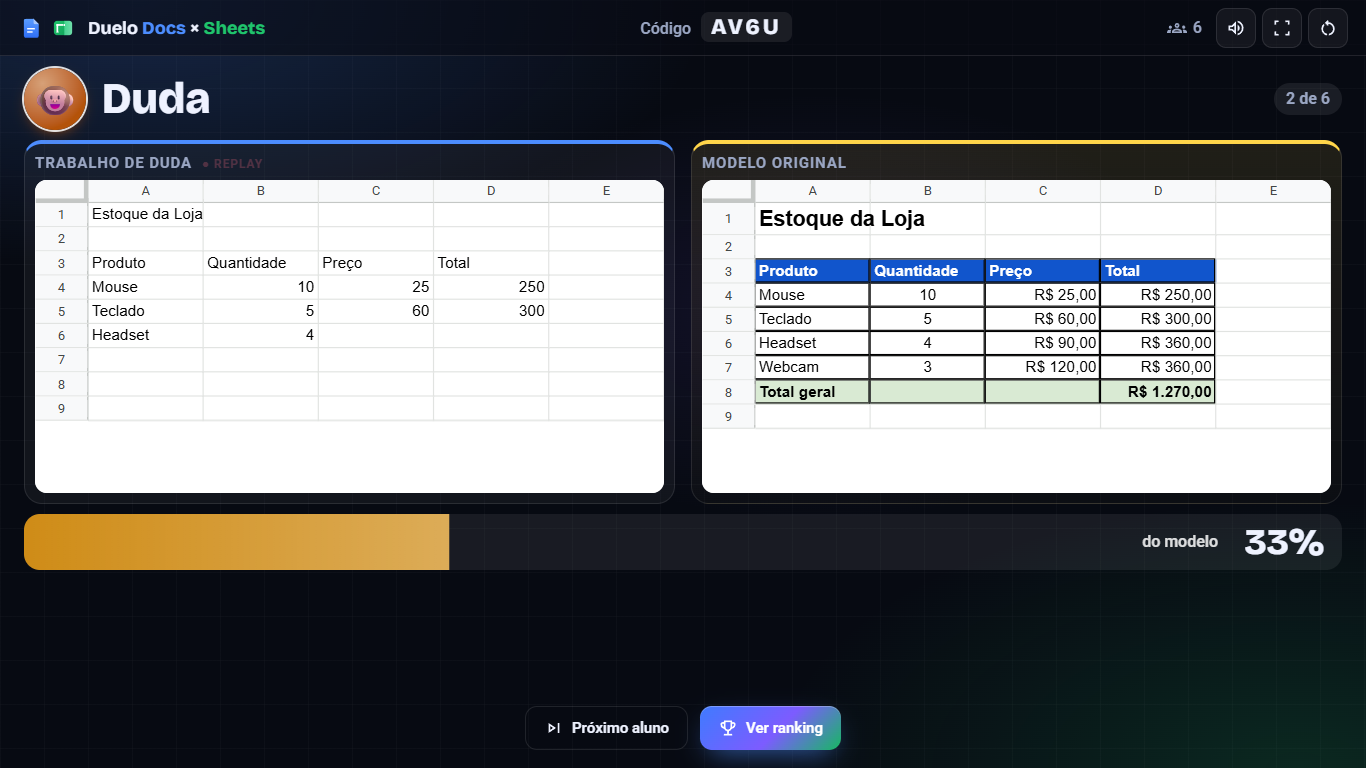 Duelo Docs × Sheets
Código AV6U
6
Duda
2 de 6
TRABALHO DE DUDA • REPLAY
A B C D E
1 Estoque da Loja
2
3 Produto Quantidade Preço Total
4 Mouse 10 25 250
5 Teclado 5 60 300
6 Headset 4
7
8
9
MODELO ORIGINAL
A B C D E
1 Estoque da Loja
2
3 Produto Quantidade Preço Total
4 Mouse 10 R$ 25,00 R$ 250,00
5 Teclado 5 R$ 60,00 R$ 300,00
6 Headset 4 R$ 90,00 R$ 360,00
7 Webcam 3 R$ 120,00 R$ 360,00
8 Total geral R$ 1.270,00
9
do modelo 33%
Próximo aluno
Ver ranking